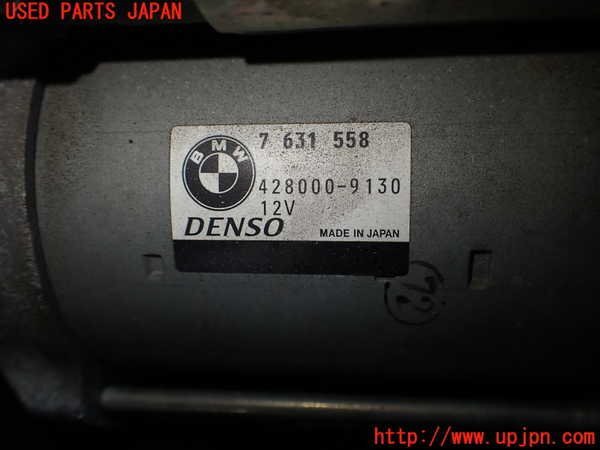 USED PARTS JAPAN
BMW
7 631 558
428000-9130
12V
DENSO
MADE IN JAPAN
http://www.upjpn.com/